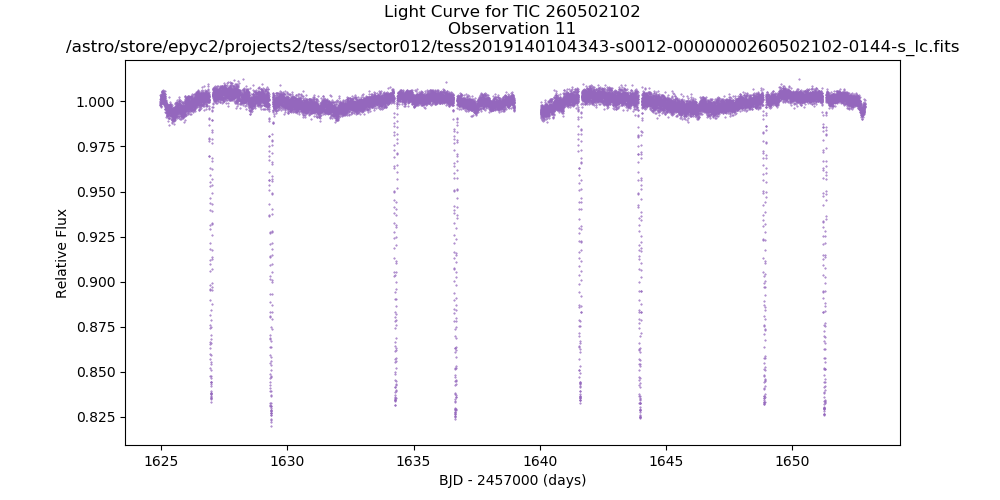 Light Curve for TIC 260502102
Observation 11
/astro/store/epyc2/projects2/tess/sector012/tess2019140104343-s0012-0000000260502102-0144-s_lc.fits
1.000
0.975
0.950
0.925
0.900
0.875
0.850
0.825
Relative Flux
1625 1630 1635 1640 1645 1650
BJD - 2457000 (days)